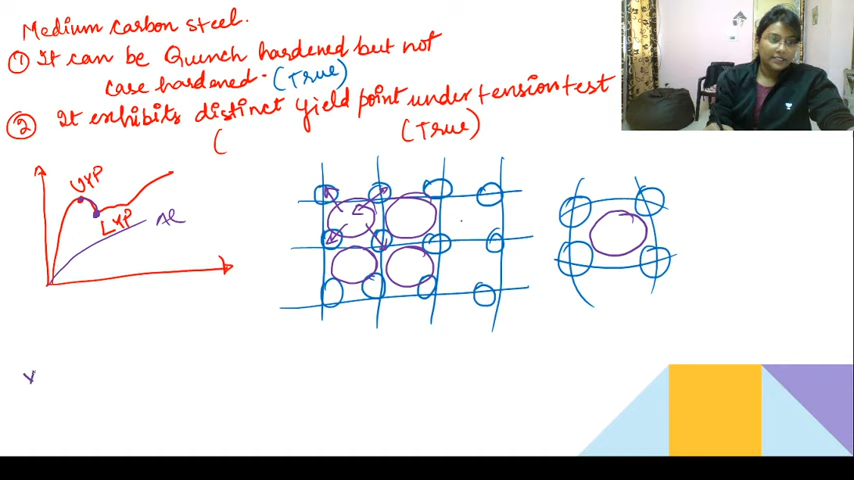 Medium carbon steel.
① It can be Quench hardened but not
case hardened. (True)
② It exhibits distinct yield point under tension test
( (True)
UYP
LYP
Al